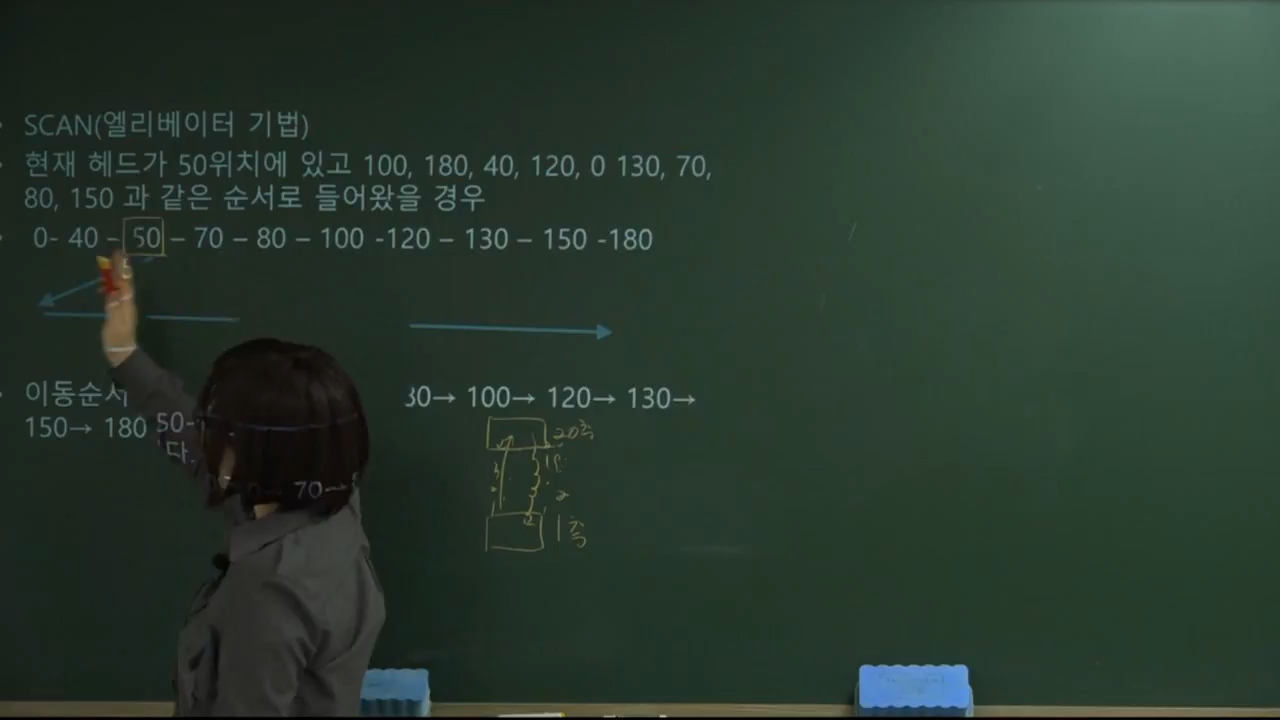 SCAN(엘리베이터 기법)
현재 헤드가 50위치에 있고 100, 180, 40, 120, 0 130, 70,
80, 150 과 같은 순서로 들어왔을 경우
0- 40 – 50 – 70 – 80 – 100 -120 – 130 – 150 -180
이동순서 → 100→ 120→ 130→
150→ 180 50-
다.
70→
20층
1층